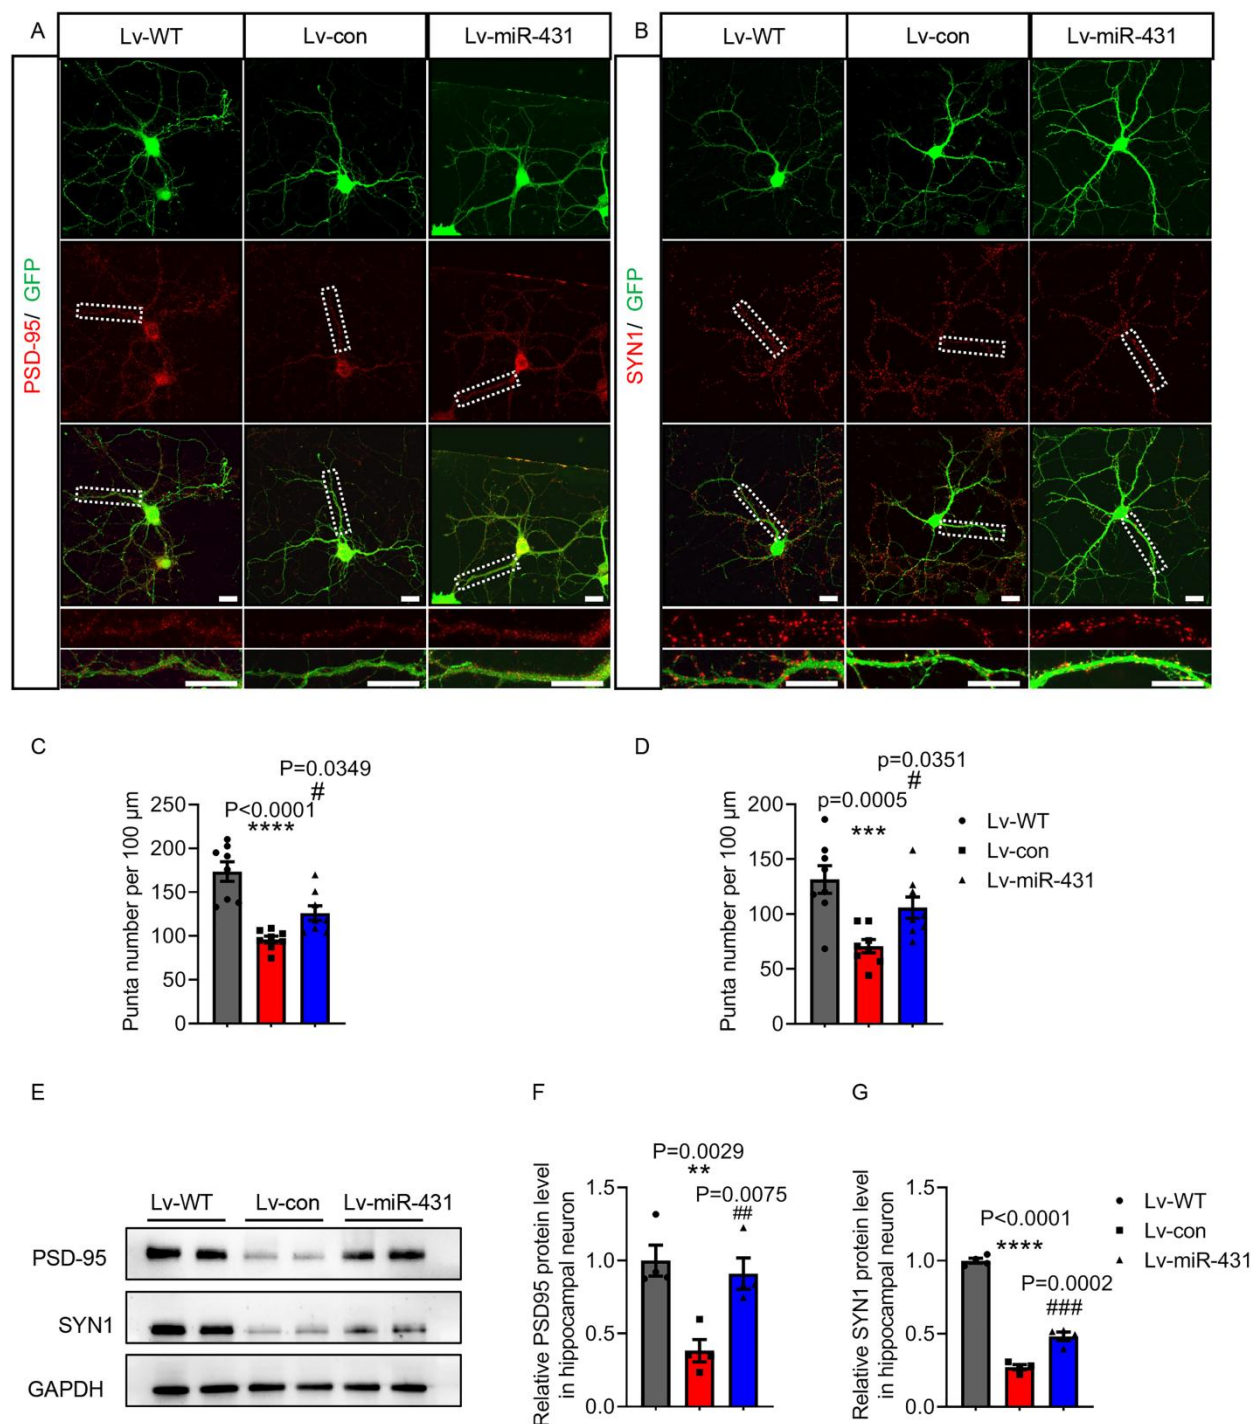 A
Lv-WT
Lv-con
Lv-miR-431
B
Lv-WT
Lv-con
Lv-miR-431
PSD-95/ GFP
SYN1/ GFP
C
P=0.0349
#
P<0.0001
****
Punta number per 100 µm
250
200
150
100
50
0
D
p=0.0351
#
p=0.0005
***
Punta number per 100 µm
200
150
100
50
0
Lv-WT
Lv-con
Lv-miR-431
E
Lv-WT
Lv-con
Lv-miR-431
PSD-95
SYN1
GAPDH
F
P=0.0029
**
P=0.0075
##
Relative PSD95 protein level
in hippocampal neuron
1.5
1.0
0.5
0.0
G
P<0.0001
****
P=0.0002
###
Relative SYN1 protein level
in hippocampal neuron
1.5
1.0
0.5
0.0
Lv-WT
Lv-con
Lv-miR-431